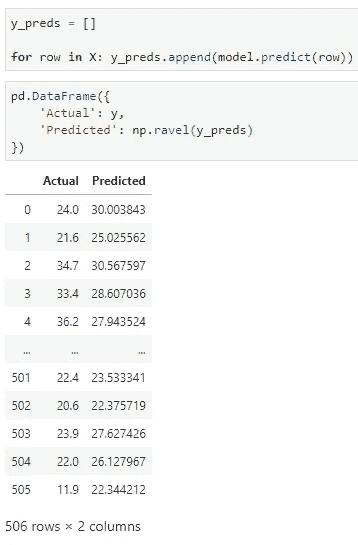 y_preds = []
for row in X: y_preds.append(model.predict(row))
pd.DataFrame({
    'Actual': y,
    'Predicted': np.ravel(y_preds)
})
Actual Predicted
0 24.0 30.003843
1 21.6 25.025562
2 34.7 30.567597
3 33.4 28.607036
4 36.2 27.943524
... ... ...
501 22.4 23.533341
502 20.6 22.375719
503 23.9 27.627426
504 22.0 26.127967
505 11.9 22.344212
506 rows × 2 columns